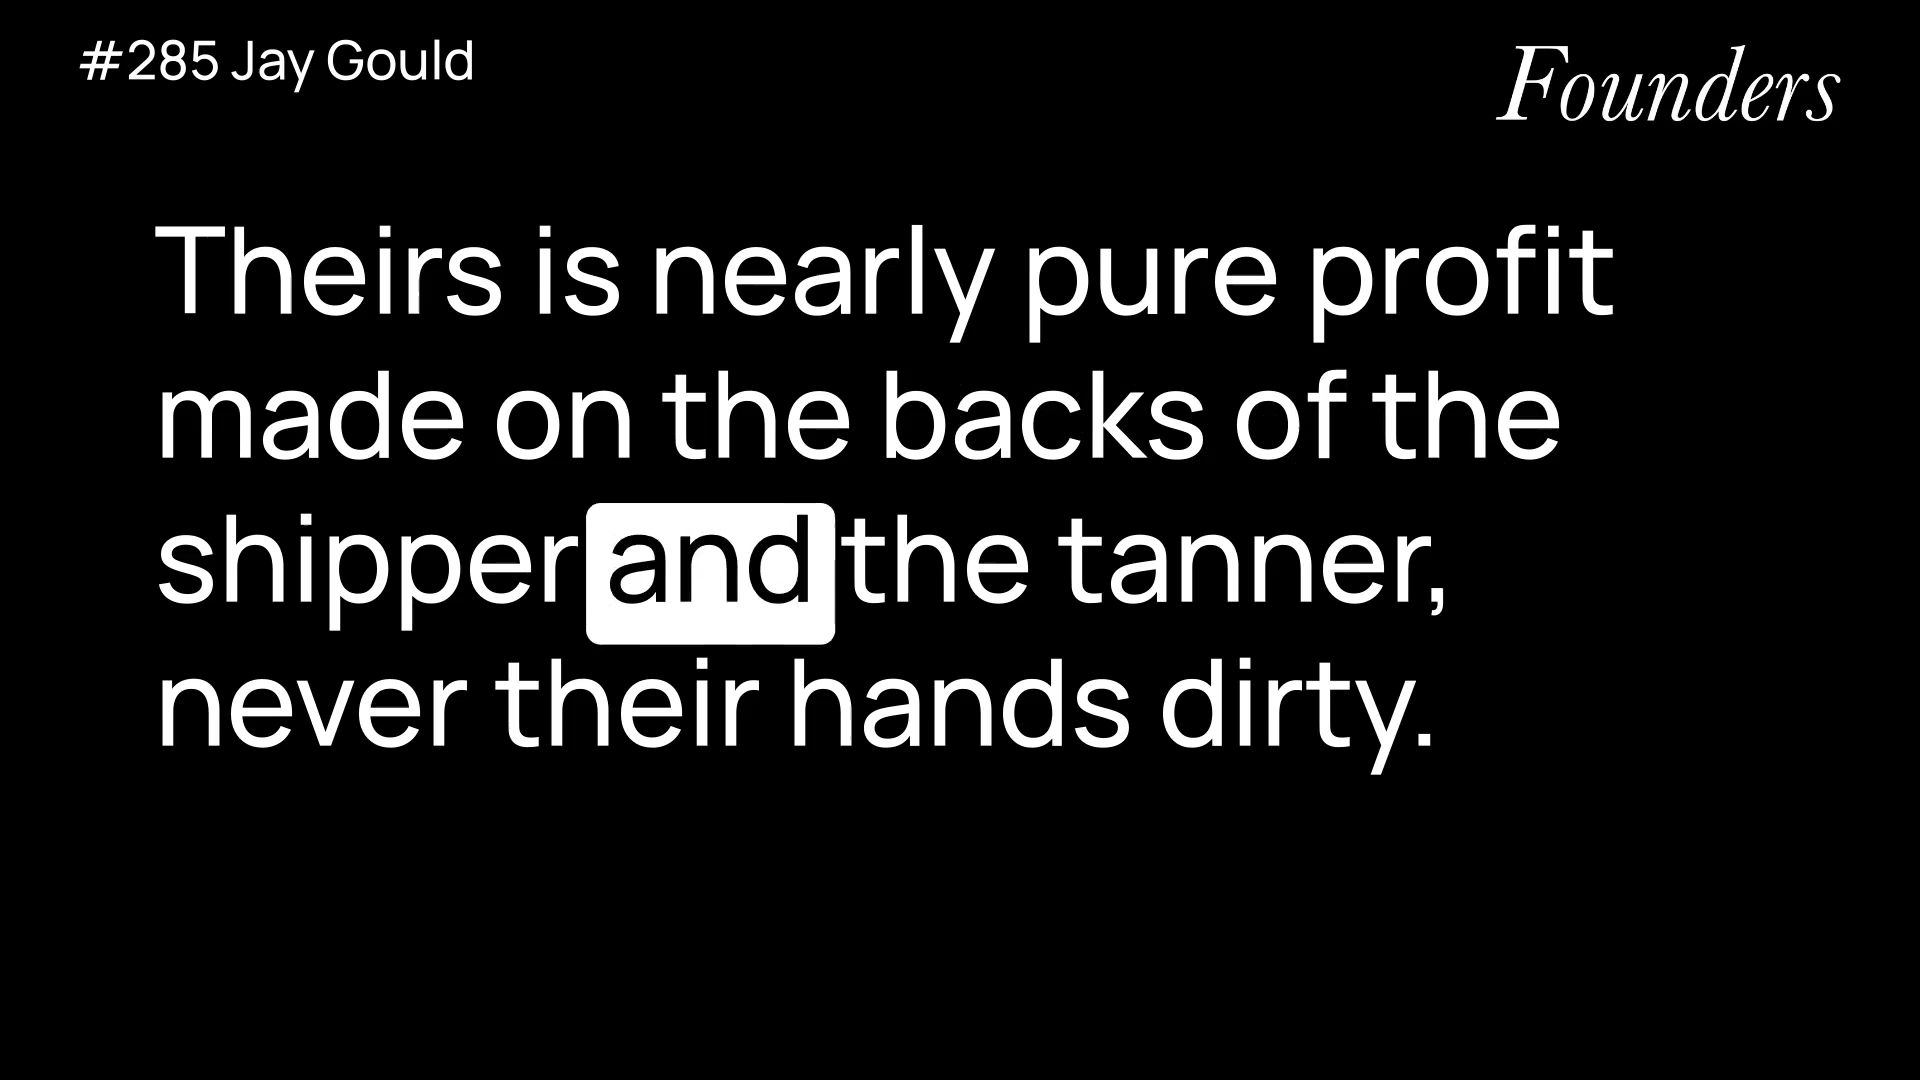 #285 Jay Gould
Founders
Theirs is nearly pure profit
made on the backs of the
shipper and the tanner,
never their hands dirty.